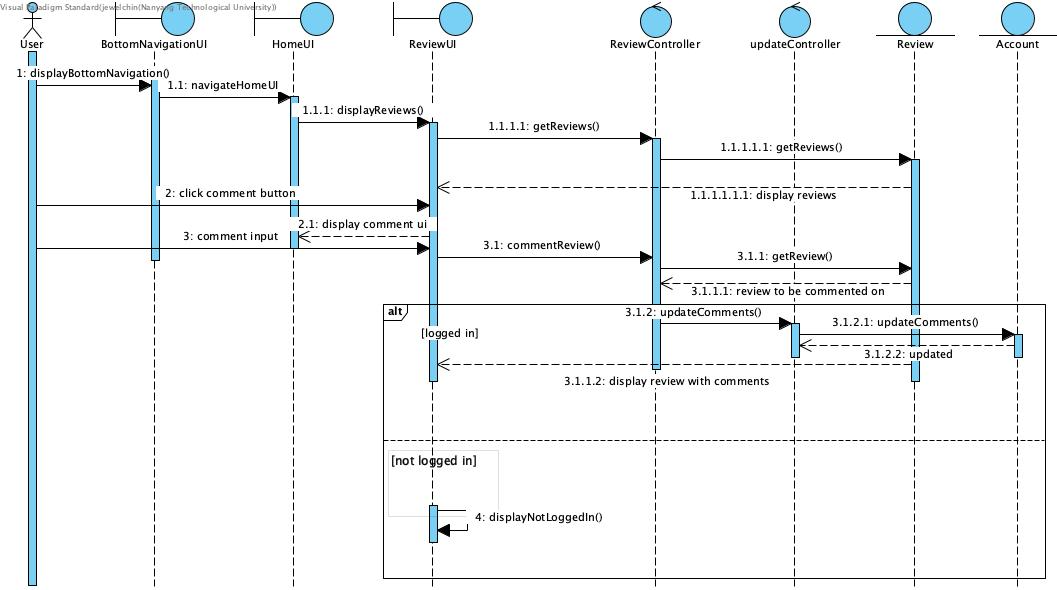 Visual Paradigm Standard(jewelchin(Nanyang Technological University))
User
BottomNavigationUI
HomeUI
ReviewUI
ReviewController
updateController
Review
Account
1: displayBottomNavigation()
1.1: navigateHomeUI
1.1.1: displayReviews()
1.1.1.1: getReviews()
1.1.1.1.1: getReviews()
1.1.1.1.1.1: display reviews
2: click comment button
2.1: display comment ui
3: comment input
3.1: commentReview()
3.1.1: getReview()
3.1.1.1: review to be commented on
alt
3.1.2: updateComments()
[logged in]
3.1.2.1: updateComments()
3.1.2.2: updated
3.1.1.2: display review with comments
[not logged in]
4: displayNotLoggedIn()